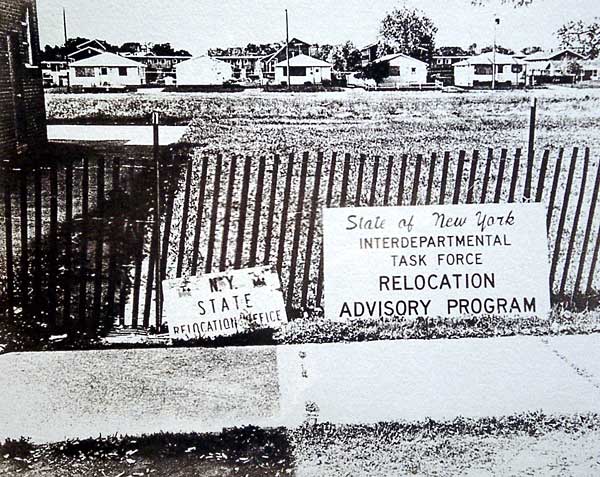 N.Y.
STATE
RELOCATION OFFICE
State of New York
INTERDEPARTMENTAL
TASK FORCE
RELOCATION
ADVISORY PROGRAM